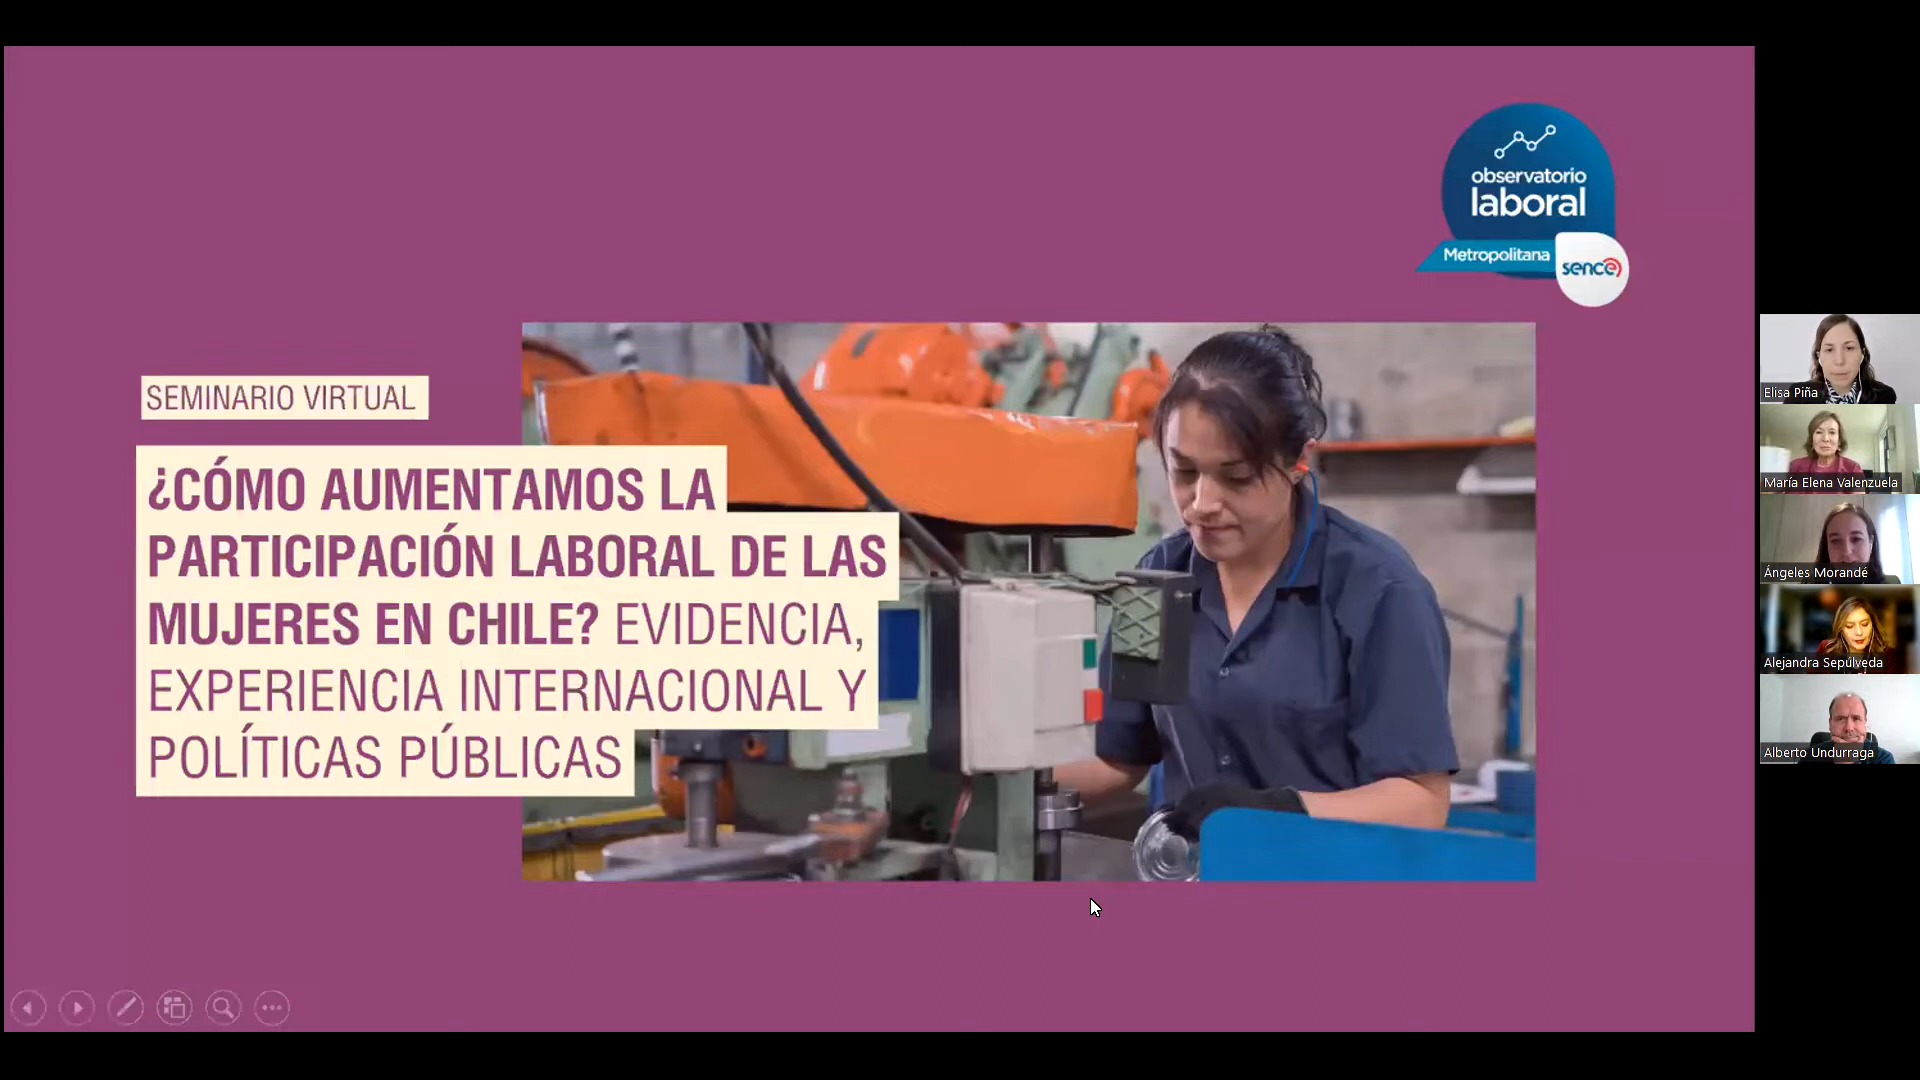 observatorio
laboral
Metropolitana
sence
SEMINARIO VIRTUAL
¿CÓMO AUMENTAMOS LA
PARTICIPACIÓN LABORAL DE LAS
MUJERES EN CHILE? EVIDENCIA,
EXPERIENCIA INTERNACIONAL Y
POLÍTICAS PÚBLICAS
Elisa Piña
María Elena Valenzuela
Ángeles Morandé
Alejandra Sepúlveda
Alberto Undurraga